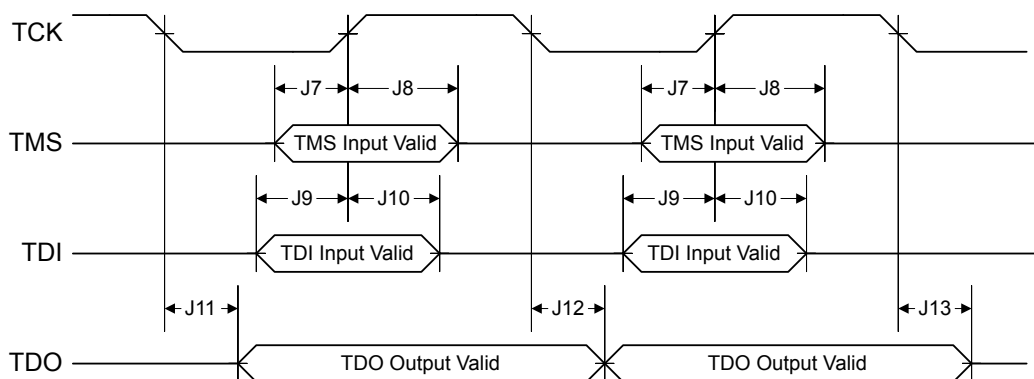 TCK
J7 J8 J7 J8
TMS TMS Input Valid TMS Input Valid
J9 J10 J9 J10
TDI TDI Input Valid TDI Input Valid
J11 J12 J13
TDO TDO Output Valid TDO Output Valid